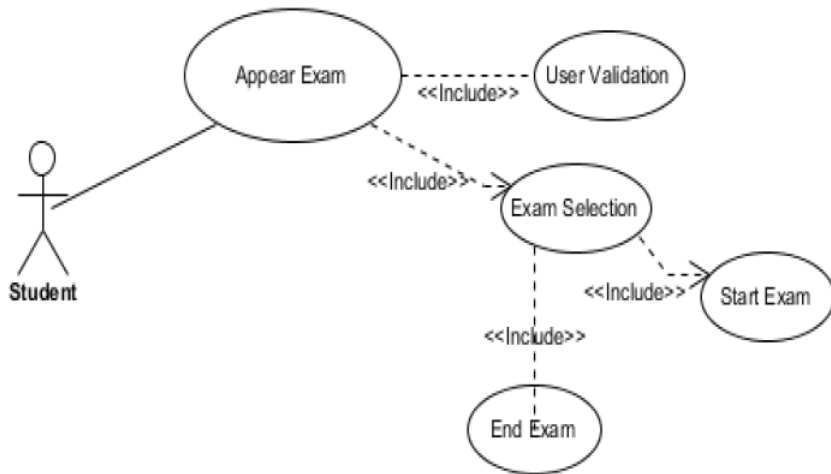 Appear Exam
User Validation
<<Include>>
<<Include>>
Exam Selection
Student
<<Include>>
Start Exam
<<Include>>
End Exam